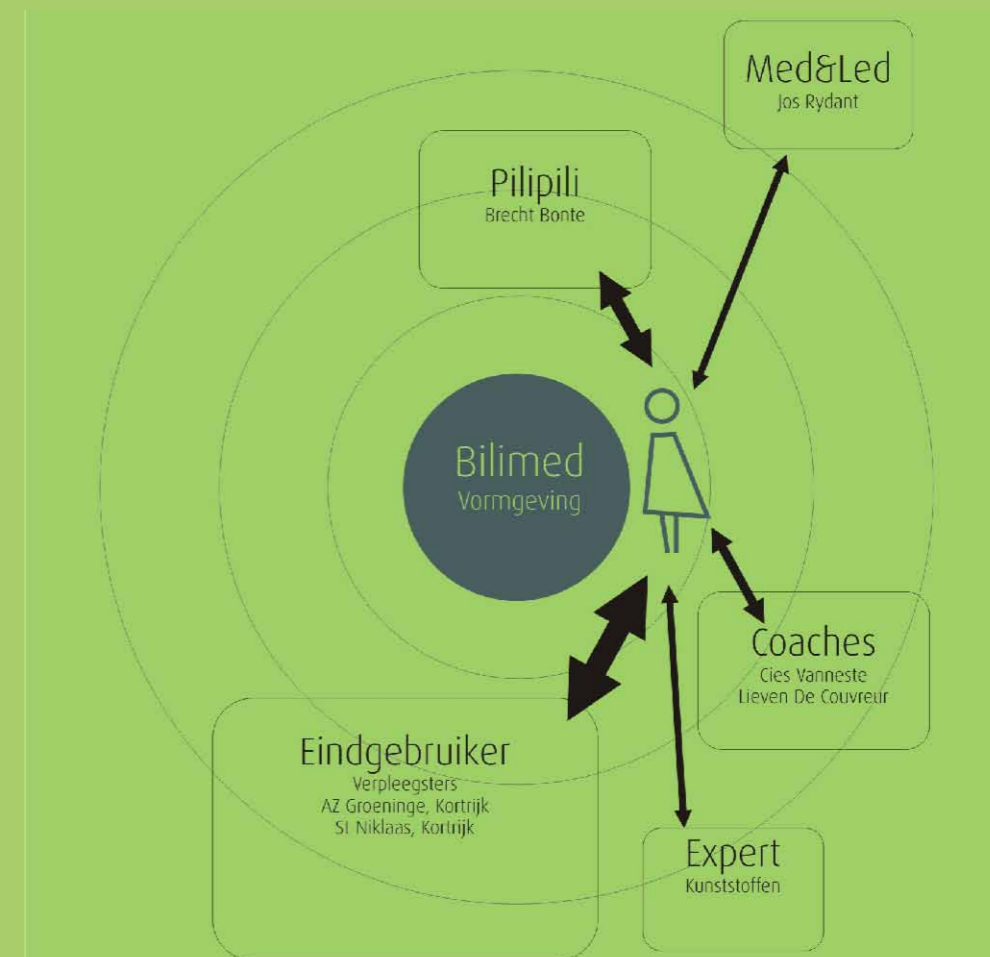 Med&Led
Jos Rydant
Pilipili
Brecht Bonte
Bilimed
Vormgeving
Coaches
Cies Vanneste
Lieven De Couvreur
Eindgebruiker
Verpleegsters
AZ Groeninge, Kortrijk
St Niklaas, Kortrijk
Expert
Kunststoffen